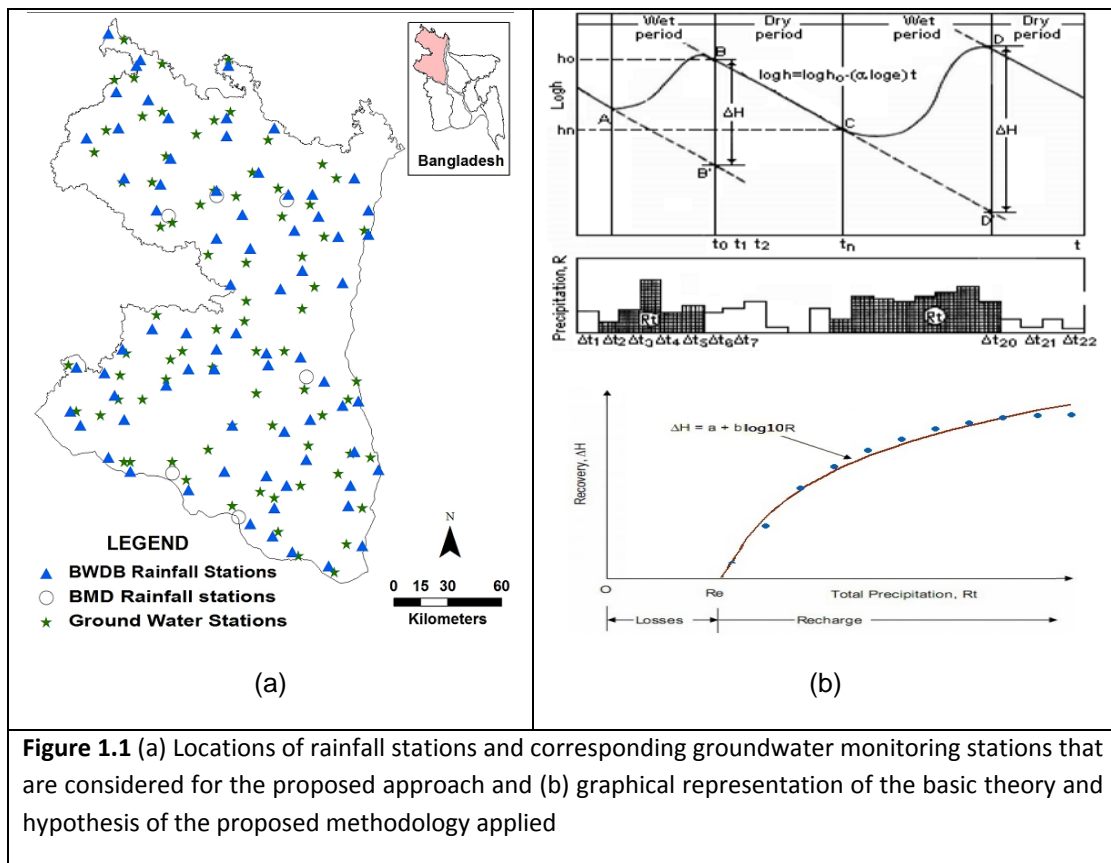 Bangladesh
N
LEGEND
BWDB Rainfall Stations
BMD Rainfall stations
Ground Water Stations
0 15 30 60
Kilometers
(a)
Wet period
Dry period
Wet period
Dry period
Logh
ho
hn
A
B
B'
C
D
D'
ΔH
ΔH
logh=logho-(αloge)t
to t1 t2
tn
t
Precipitation, R
Rt
Rt
Δt1 Δt2 Δt3 Δt4 Δt5 Δt6 Δt7
Δt20 Δt21 Δt22
ΔH = a + blog10R
Recovery, ΔH
O
Re
Total Precipitation, Rt
Losses
Recharge
(b)
Figure 1.1 (a) Locations of rainfall stations and corresponding groundwater monitoring stations that
are considered for the proposed approach and (b) graphical representation of the basic theory and
hypothesis of the proposed methodology applied